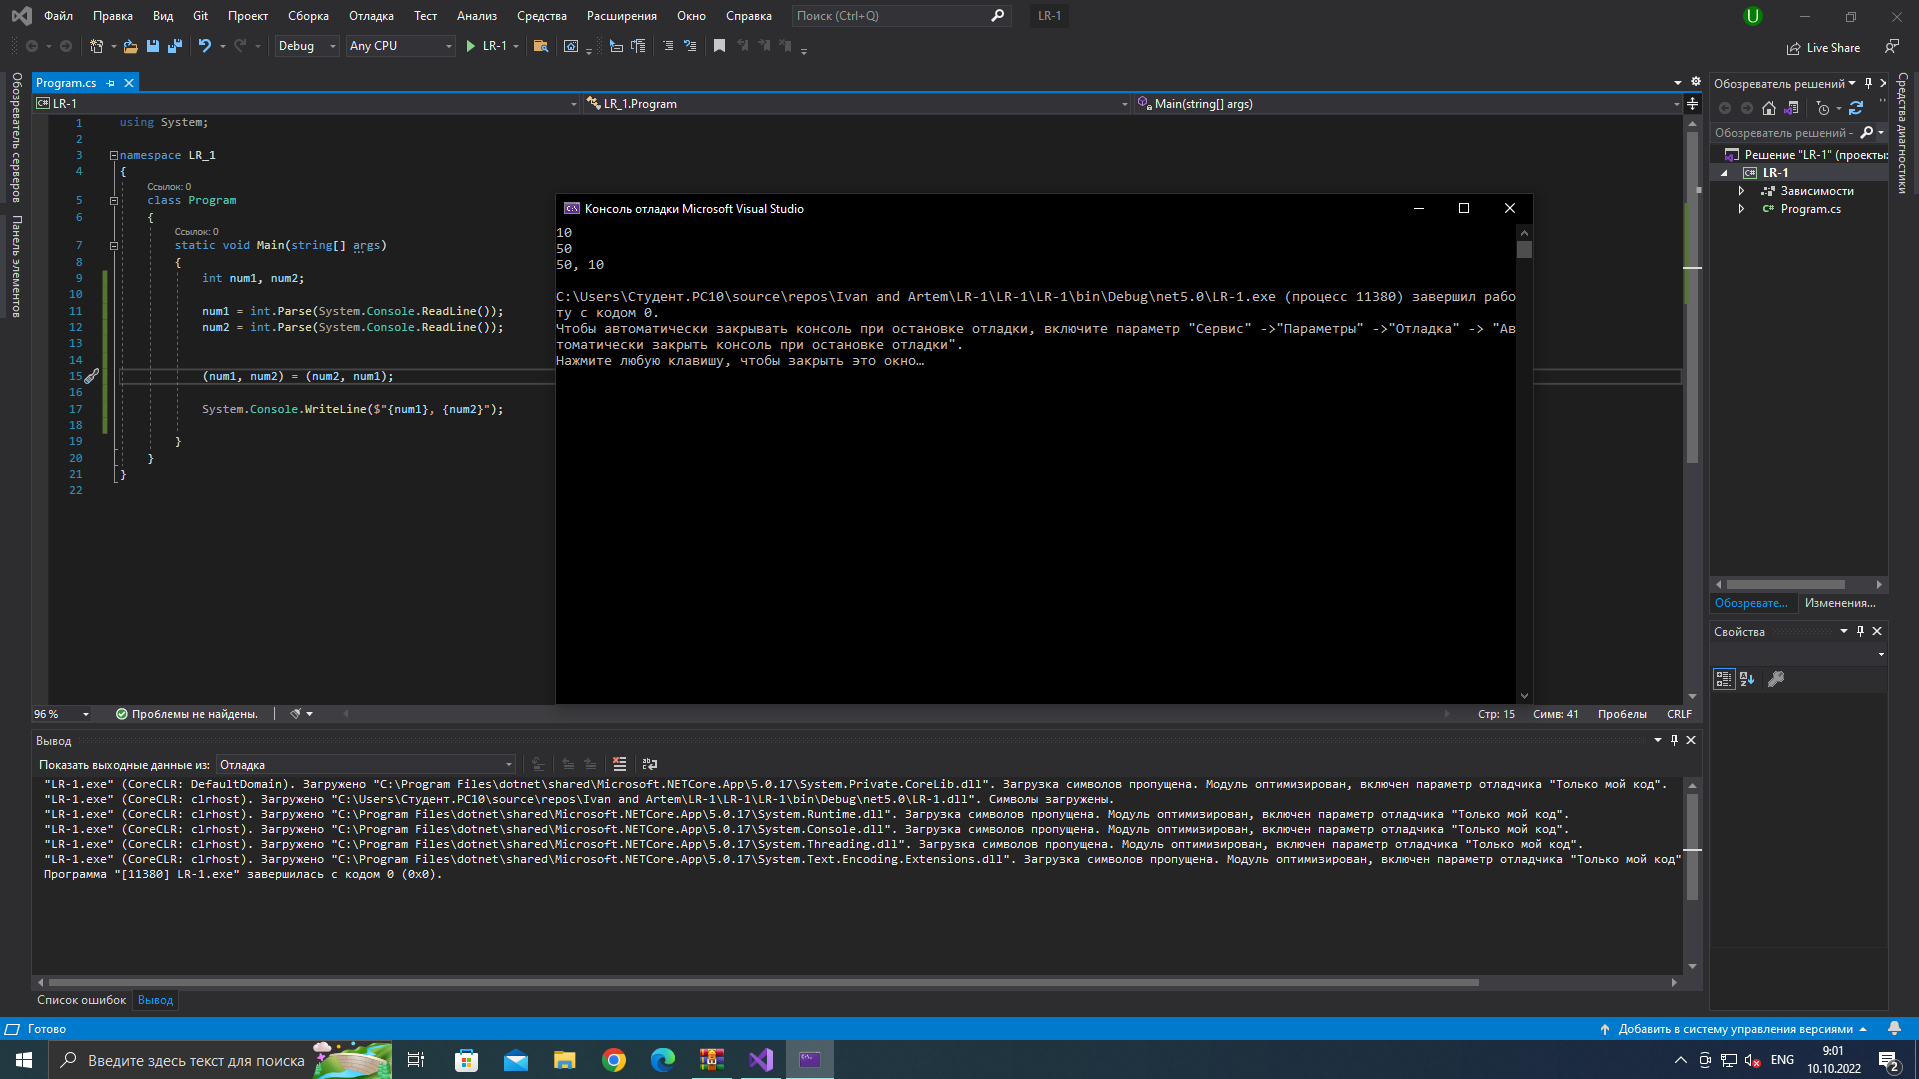 Файл Правка Вид Git Проект Сборка Отладка Тест Анализ Средства Расширения Окно Справка Поиск (Ctrl+Q) LR-1 U
Debug Any CPU LR-1 Live Share
Обозреватель серверов
Панель элементов
Program.cs
LR-1 LR_1.Program Main(string[] args)
1 using System;
2
3 namespace LR_1
4 {
Ссылок: 0
5 class Program
6 {
Ссылок: 0
7 static void Main(string[] args)
8 {
9 int num1, num2;
10
11 num1 = int.Parse(System.Console.ReadLine());
12 num2 = int.Parse(System.Console.ReadLine());
13
14
15 (num1, num2) = (num2, num1);
16
17 System.Console.WriteLine($"{num1}, {num2}");
18
19 }
20 }
21 }
22
Консоль отладки Microsoft Visual Studio
10
50
50, 10
C:\Users\Студент.PC10\source\repos\Ivan and Artem\LR-1\LR-1\LR-1\bin\Debug\net5.0\LR-1.exe (процесс 11380) завершил рабо
ту с кодом 0.
Чтобы автоматически закрывать консоль при остановке отладки, включите параметр "Сервис" ->"Параметры" ->"Отладка" -> "Ав
томатически закрыть консоль при остановке отладки".
Нажмите любую клавишу, чтобы закрыть это окно…
96 % Проблемы не найдены. Стр: 15 Симв: 41 Пробелы CRLF
Вывод
Показать выходные данные из: Отладка
"LR-1.exe" (CoreCLR: DefaultDomain). Загружено "C:\Program Files\dotnet\shared\Microsoft.NETCore.App\5.0.17\System.Private.CoreLib.dll". Загрузка символов пропущена. Модуль оптимизирован, включен параметр отладчика "Только мой код".
"LR-1.exe" (CoreCLR: clrhost). Загружено "C:\Users\Студент.PC10\source\repos\Ivan and Artem\LR-1\LR-1\LR-1\bin\Debug\net5.0\LR-1.dll". Символы загружены.
"LR-1.exe" (CoreCLR: clrhost). Загружено "C:\Program Files\dotnet\shared\Microsoft.NETCore.App\5.0.17\System.Runtime.dll". Загрузка символов пропущена. Модуль оптимизирован, включен параметр отладчика "Только мой код".
"LR-1.exe" (CoreCLR: clrhost). Загружено "C:\Program Files\dotnet\shared\Microsoft.NETCore.App\5.0.17\System.Console.dll". Загрузка символов пропущена. Модуль оптимизирован, включен параметр отладчика "Только мой код".
"LR-1.exe" (CoreCLR: clrhost). Загружено "C:\Program Files\dotnet\shared\Microsoft.NETCore.App\5.0.17\System.Threading.dll". Загрузка символов пропущена. Модуль оптимизирован, включен параметр отладчика "Только мой код".
"LR-1.exe" (CoreCLR: clrhost). Загружено "C:\Program Files\dotnet\shared\Microsoft.NETCore.App\5.0.17\System.Text.Encoding.Extensions.dll". Загрузка символов пропущена. Модуль оптимизирован, включен параметр отладчика "Только мой код"
Программа "[11380] LR-1.exe" завершилась с кодом 0 (0x0).
Список ошибок Вывод
Обозреватель решений
Обозреватель решений -
Решение "LR-1" (проекты:
LR-1
Зависимости
Program.cs
Обозревате... Изменения...
Свойства
Средства диагностики
Готово Добавить в систему управления версиями
Введите здесь текст для поиска ENG 9:01
10.10.2022 2